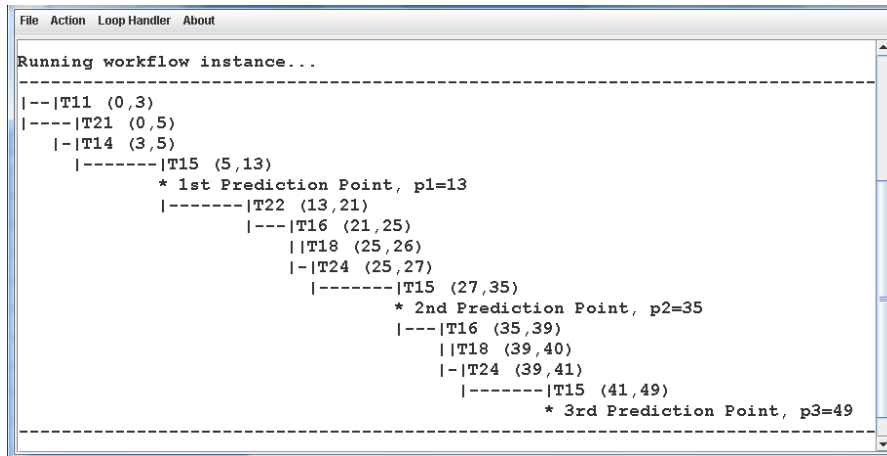 File Action Loop Handler About
Running workflow instance...
--------------------------------------------------------------------------------
|--|T11 (0,3)
|----|T21 (0,5)
   |-|T14 (3,5)
     |-------|T15 (5,13)
             * 1st Prediction Point, p1=13
             |-------|T22 (13,21)
                     |---|T16 (21,25)
                         ||T18 (25,26)
                         |-|T24 (25,27)
                           |-------|T15 (27,35)
                                   * 2nd Prediction Point, p2=35
                                   |---|T16 (35,39)
                                       ||T18 (39,40)
                                       |-|T24 (39,41)
                                         |-------|T15 (41,49)
                                                 * 3rd Prediction Point, p3=49
--------------------------------------------------------------------------------